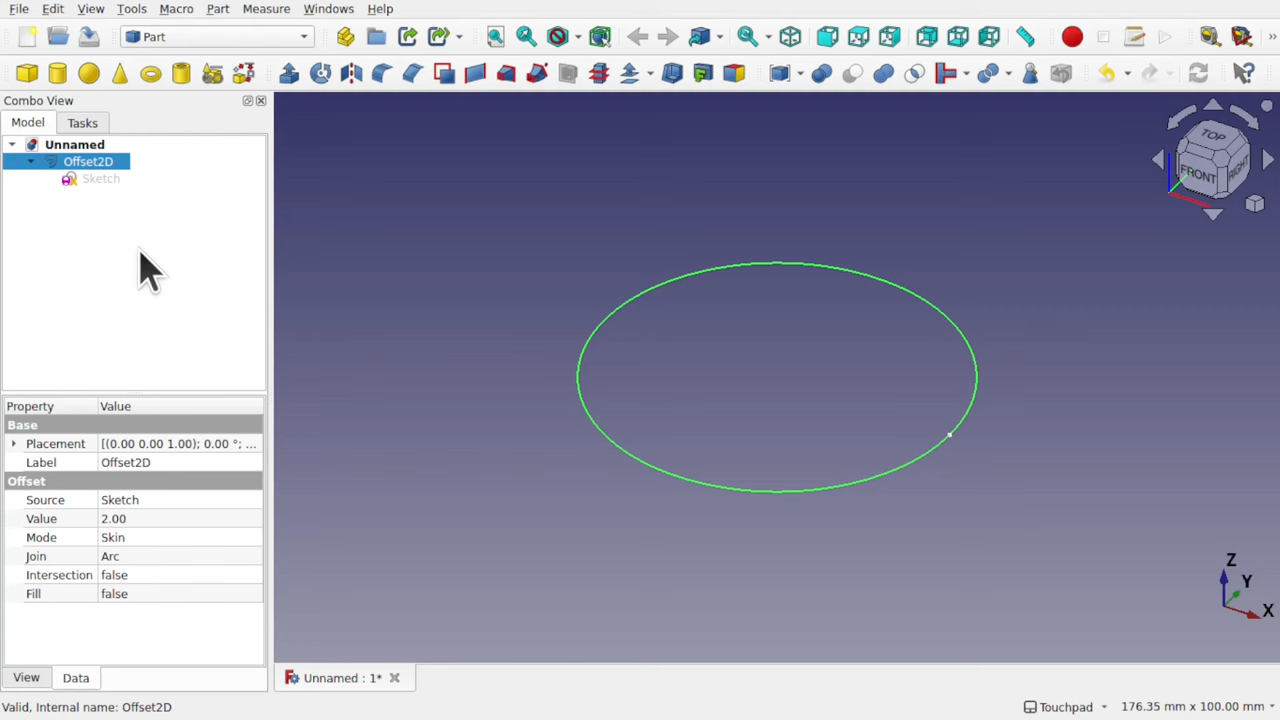 File Edit View Tools Macro Part Measure Windows Help
Part
»
Combo View
Model Tasks
Unnamed
Offset2D
Sketch
TOP
FRONT
RIGHT
Property Value
Base
Placement [(0.00 0.00 1.00); 0.00 °; ...
Label Offset2D
Offset
Source Sketch
Value 2.00
Mode Skin
Join Arc
Intersection false
Fill false
Z
Y
X
View Data
Unnamed : 1*
Valid, Internal name: Offset2D
Touchpad 176.35 mm x 100.00 mm